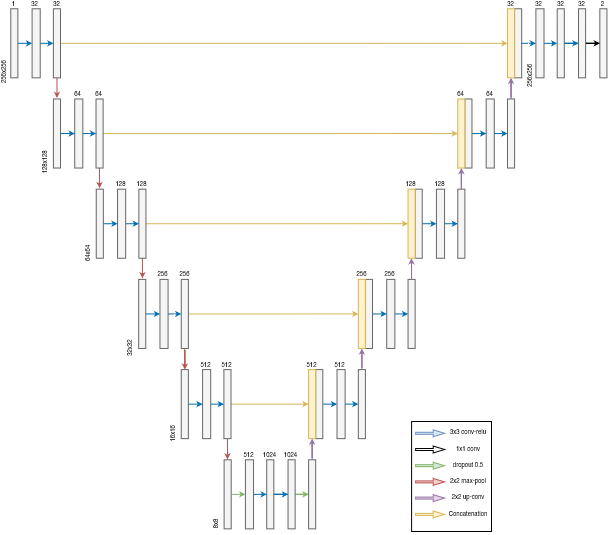 1 32 32
32 32 32 32 2
256x256
256x256
64 64
64 64
128x128
128 128
128 128
64x64
256 256
256 256
32x32
512 512
512 512
16x16
512 1024 1024
8x8
3x3 conv-relu
1x1 conv
dropout 0.5
2x2 max-pool
2x2 up-conv
Concatenation